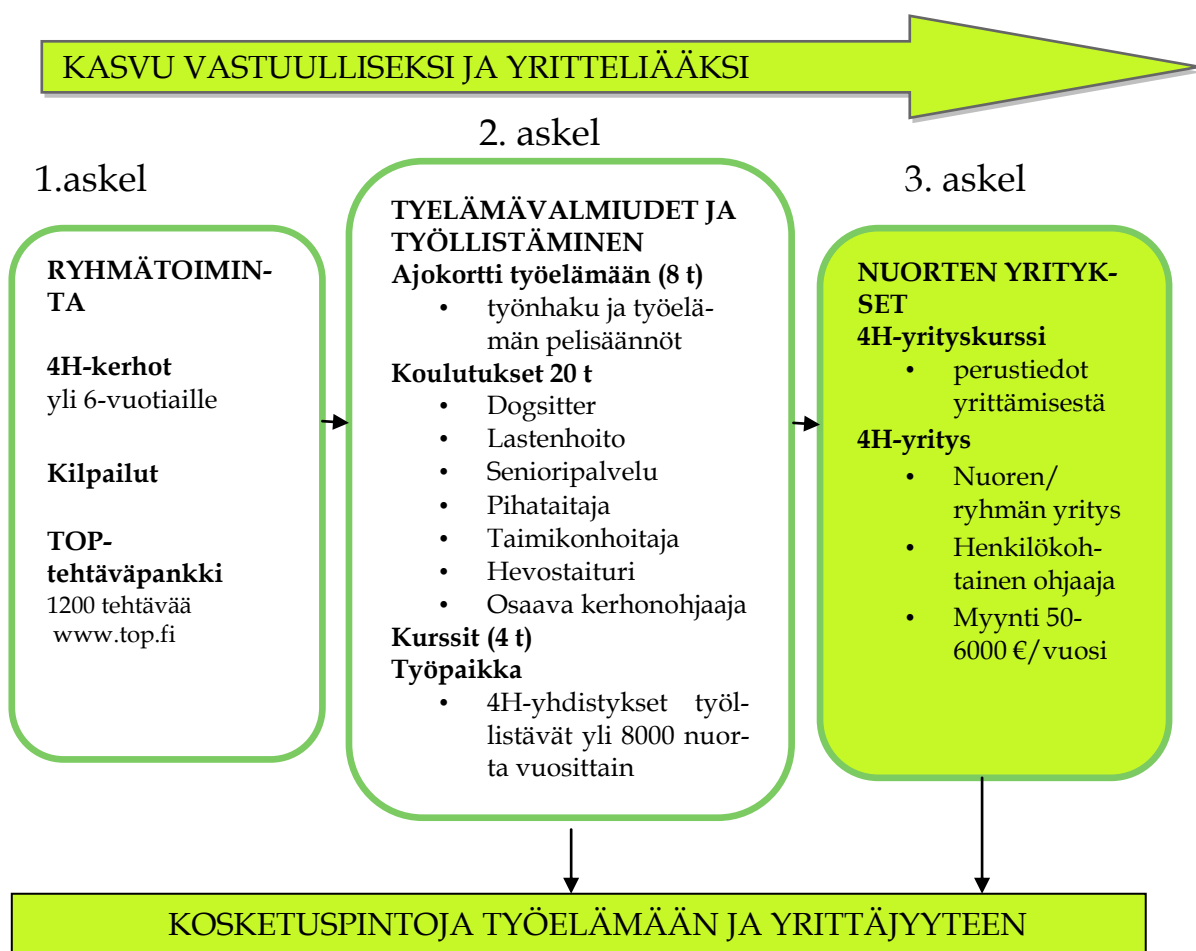 KASVU VASTUULLISEKSI JA YRITTELIÄÄKSI
1.askel
RYHMÄTOIMIN-
TA
4H-kerhot
yli 6-vuotiaille
Kilpailut
TOP-
tehtäväpankki
1200 tehtävää
www.top.fi
2. askel
TYELÄMÄVALMIUDET JA
TYÖLLISTÄMINEN
Ajokortti työelämään (8 t)
• työnhaku ja työelä-
män pelisäännöt
Koulutukset 20 t
• Dogsitter
• Lastenhoito
• Senioripalvelu
• Pihataitaja
• Taimikonhoitaja
• Hevostaituri
• Osaava kerhonohjaaja
Kurssit (4 t)
Työpaikka
• 4H-yhdistykset työl-
listävät yli 8000 nuor-
ta vuosittain
3. askel
NUORTEN YRITYK-
SET
4H-yrityskurssi
• perustiedot
yrittämisestä
4H-yritys
• Nuoren/
ryhmän yritys
• Henkilökoh-
tainen ohjaaja
• Myynti 50-
6000 €/vuosi
KOSKETUSPINTOJA TYÖELÄMÄÄN JA YRITTÄJYYTEEN